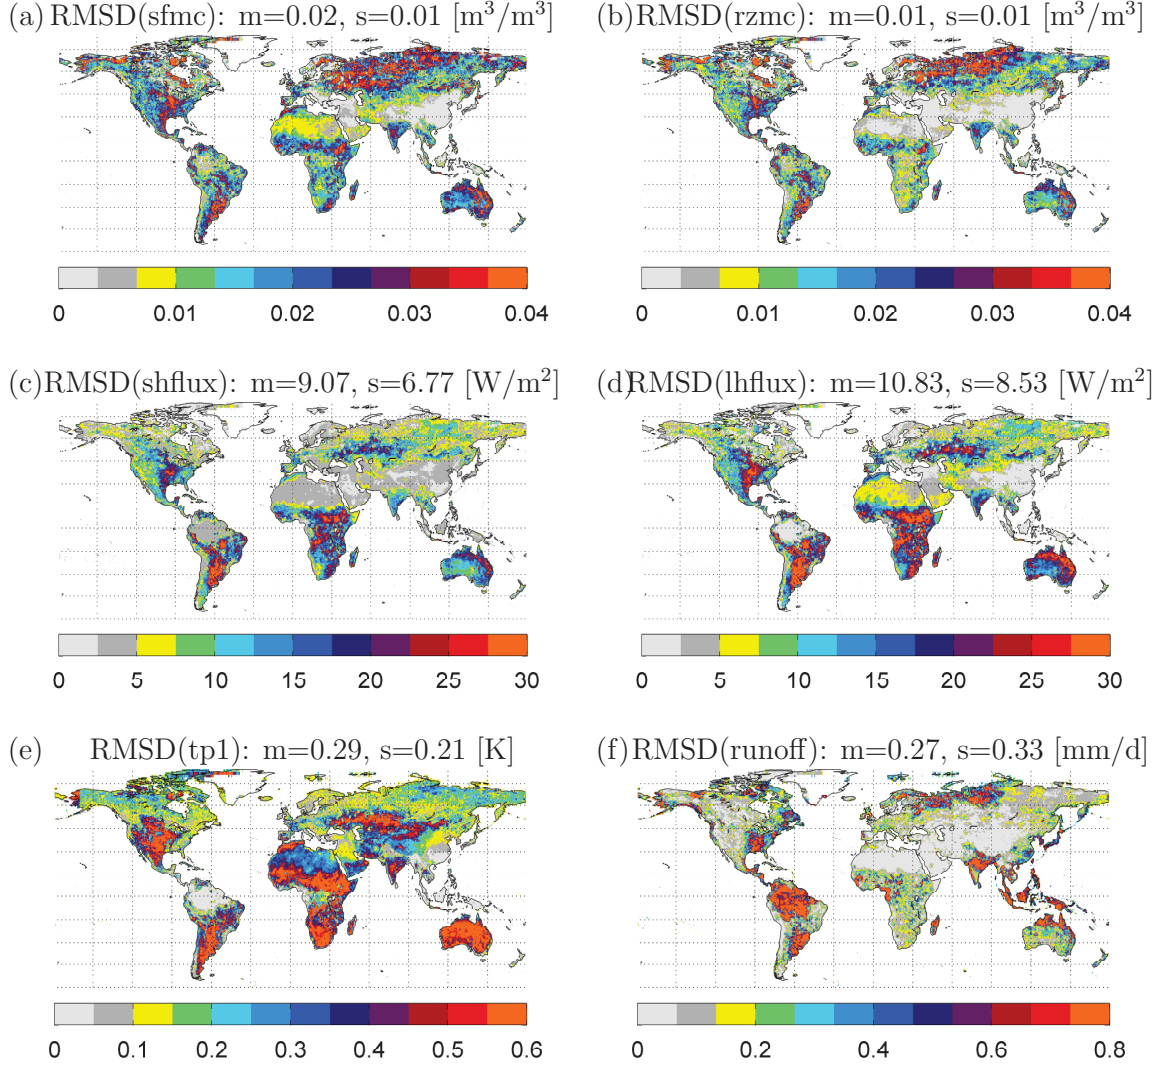 (a) RMSD(sfmc): m=0.02, s=0.01 [m³/m³]
(b) RMSD(rzmc): m=0.01, s=0.01 [m³/m³]
0 0.01 0.02 0.03 0.04
0 0.01 0.02 0.03 0.04
(c) RMSD(shflux): m=9.07, s=6.77 [W/m²]
(d) RMSD(lhflux): m=10.83, s=8.53 [W/m²]
0 5 10 15 20 25 30
0 5 10 15 20 25 30
(e) RMSD(tp1): m=0.29, s=0.21 [K]
(f) RMSD(runoff): m=0.27, s=0.33 [mm/d]
0 0.1 0.2 0.3 0.4 0.5 0.6
0 0.2 0.4 0.6 0.8